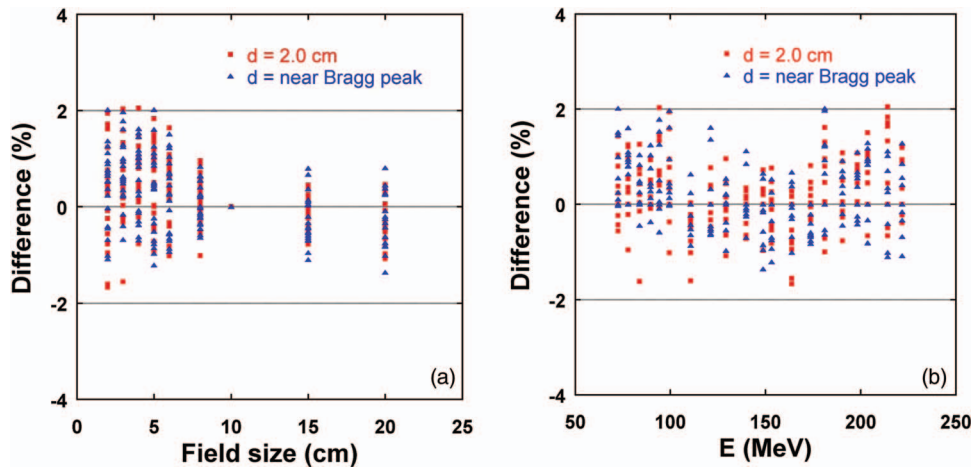 4
2
0
-2
-4
Difference (%)
d = 2.0 cm
d = near Bragg peak
(a)
0 5 10 15 20 25
Field size (cm)
4
2
0
-2
-4
Difference (%)
d = 2.0 cm
d = near Bragg peak
(b)
50 100 150 200 250
E (MeV)